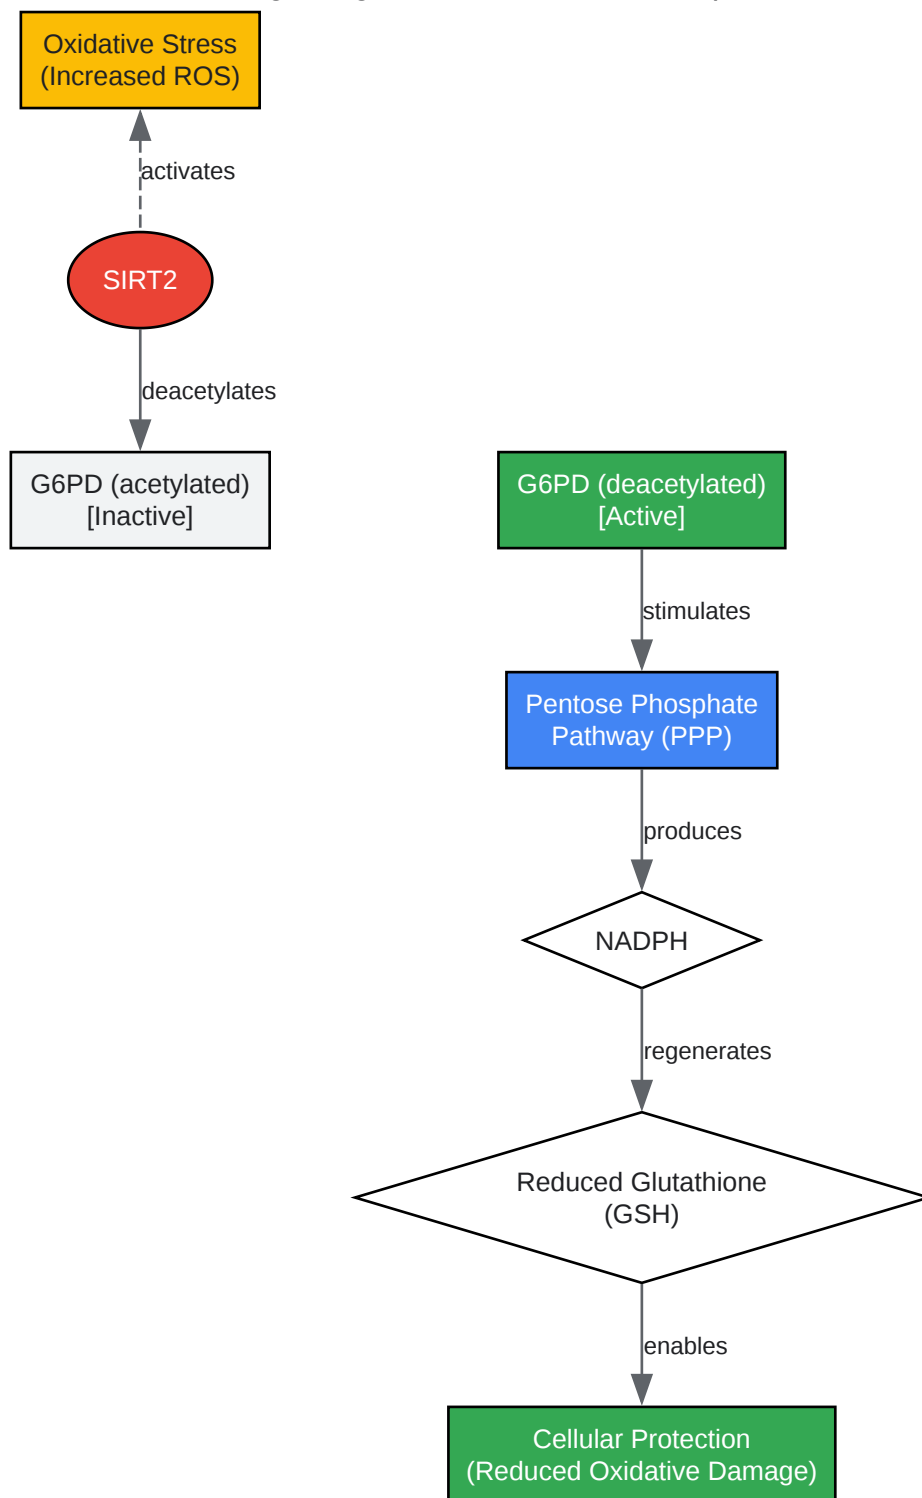 Oxidative Stress
(Increased ROS)
activates
SIRT2
deacetylates
G6PD (acetylated)
[Inactive]
G6PD (deacetylated)
[Active]
stimulates
Pentose Phosphate
Pathway (PPP)
produces
NADPH
regenerates
Reduced Glutathione
(GSH)
enables
Cellular Protection
(Reduced Oxidative Damage)